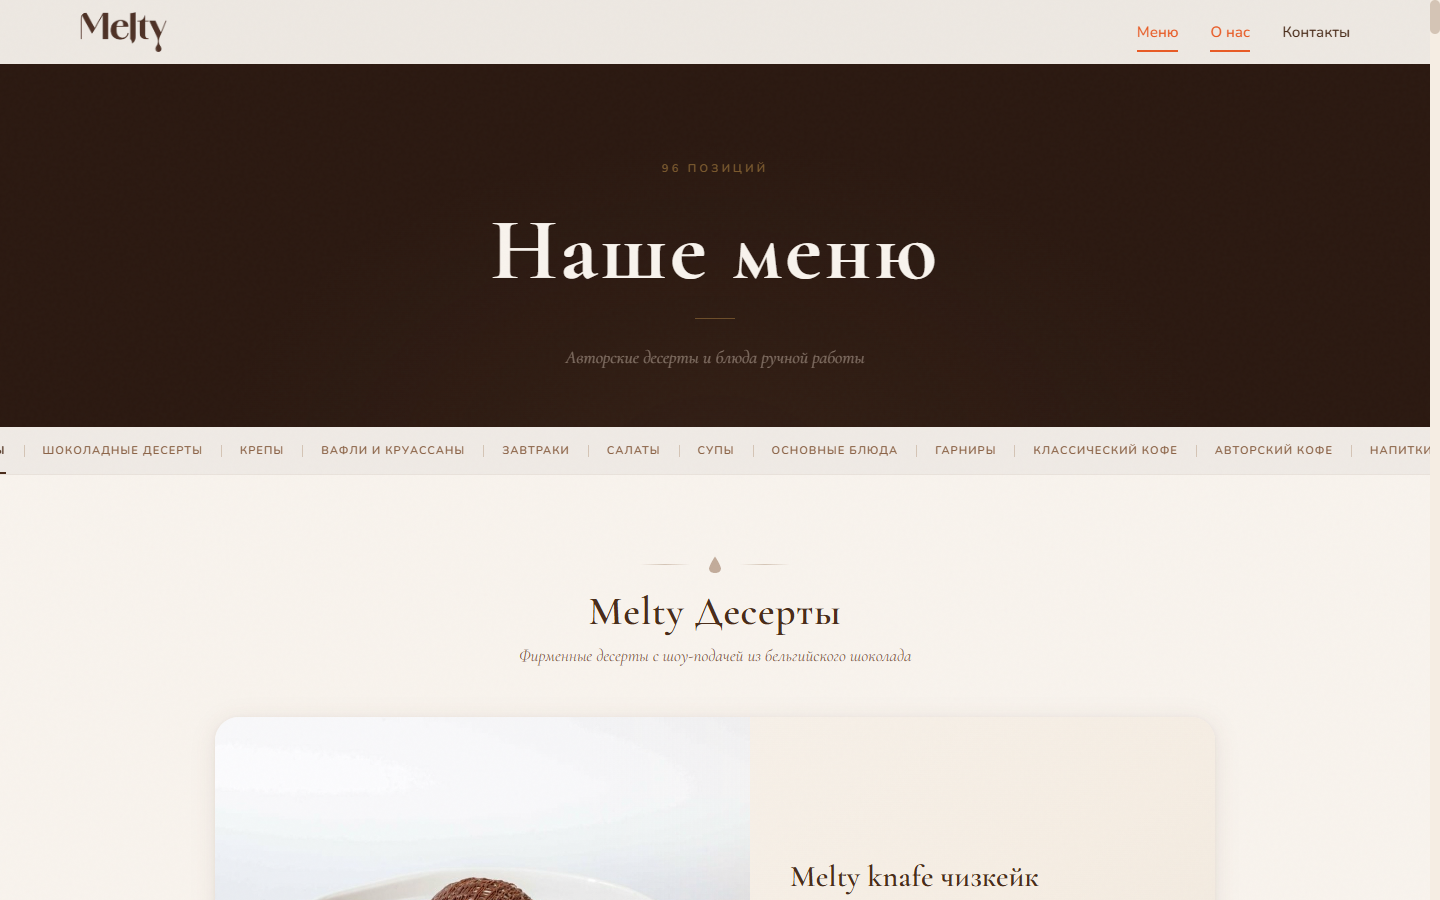 Melty
Меню О нас Контакты
96 ПОЗИЦИЙ
Наше меню
Авторские десерты и блюда ручной работы
ШОКОЛАДНЫЕ ДЕСЕРТЫ КРЕПЫ ВАФЛИ И КРУАССАНЫ ЗАВТРАКИ САЛАТЫ СУПЫ ОСНОВНЫЕ БЛЮДА ГАРНИРЫ КЛАССИЧЕСКИЙ КОФЕ АВТОРСКИЙ КОФЕ НАПИТКИ
Melty Десерты
Фирменные десерты с шоу-подачей из бельгийского шоколада
Melty knafe чизкейк